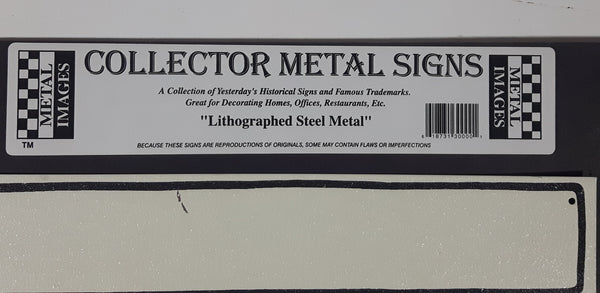 METAL IMAGES
TM
COLLECTOR METAL SIGNS
A Collection of Yesterday's Historical Signs and Famous Trademarks.
Great for Decorating Homes, Offices, Restaurants, Etc.
"Lithographed Steel Metal"
BECAUSE THESE SIGNS ARE REPRODUCTIONS OF ORIGINALS, SOME MAY CONTAIN FLAWS OR IMPERFECTIONS
METAL IMAGES